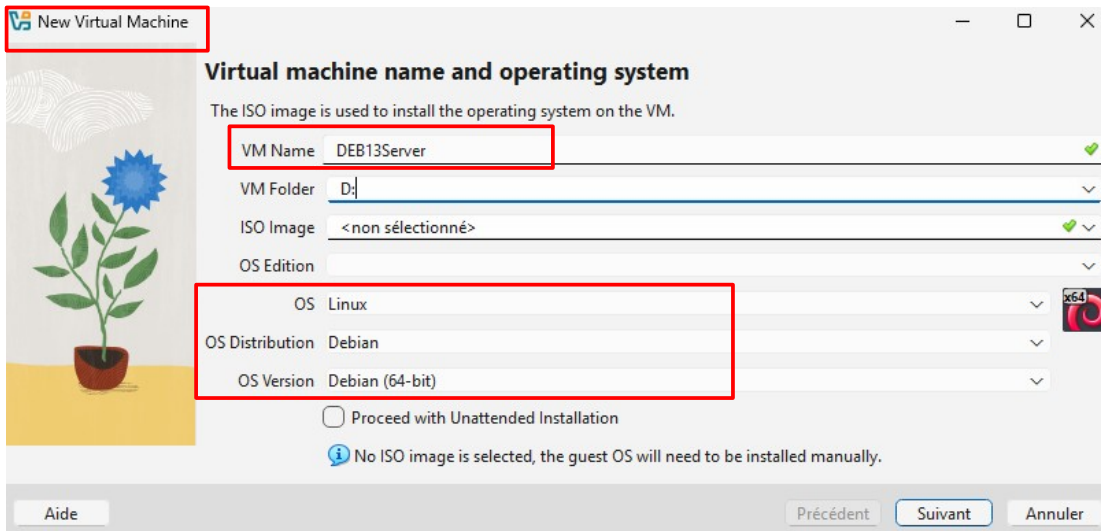 New Virtual Machine
Virtual machine name and operating system
The ISO image is used to install the operating system on the VM.
VM Name DEB13Server
VM Folder D:
ISO Image <non sélectionné>
OS Edition
OS Linux
x64
OS Distribution Debian
OS Version Debian (64-bit)
Proceed with Unattended Installation
No ISO image is selected, the guest OS will need to be installed manually.
Aide Précédent Suivant Annuler